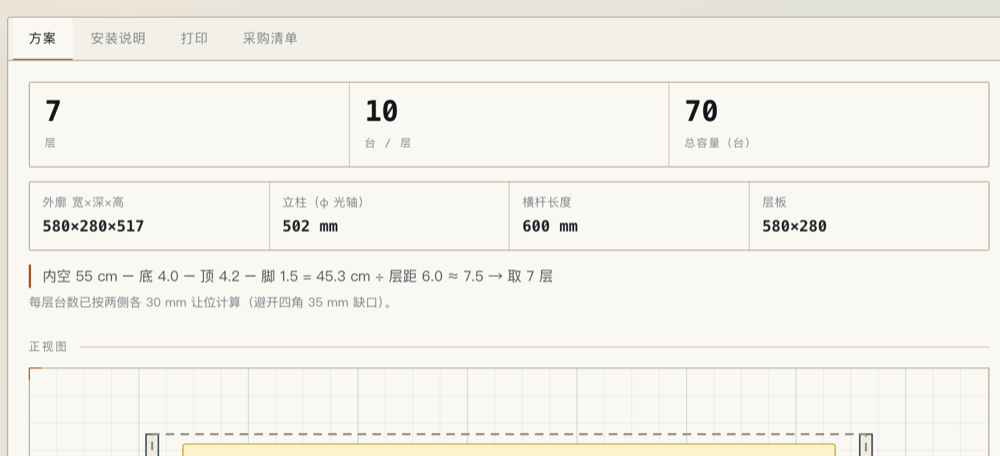 方案 安装说明 打印 采购清单
7 10 70
层 台 / 层 总容量（台）
外廓 宽×深×高 立柱（φ 光轴） 横杆长度 层板
580×280×517 502 mm 600 mm 580×280
内空 55 cm − 底 4.0 − 顶 4.2 − 脚 1.5 = 45.3 cm ÷ 层距 6.0 ≈ 7.5 → 取 7 层
每层台数已按两侧各 30 mm 让位计算（避开四角 35 mm 缺口）。
正视图